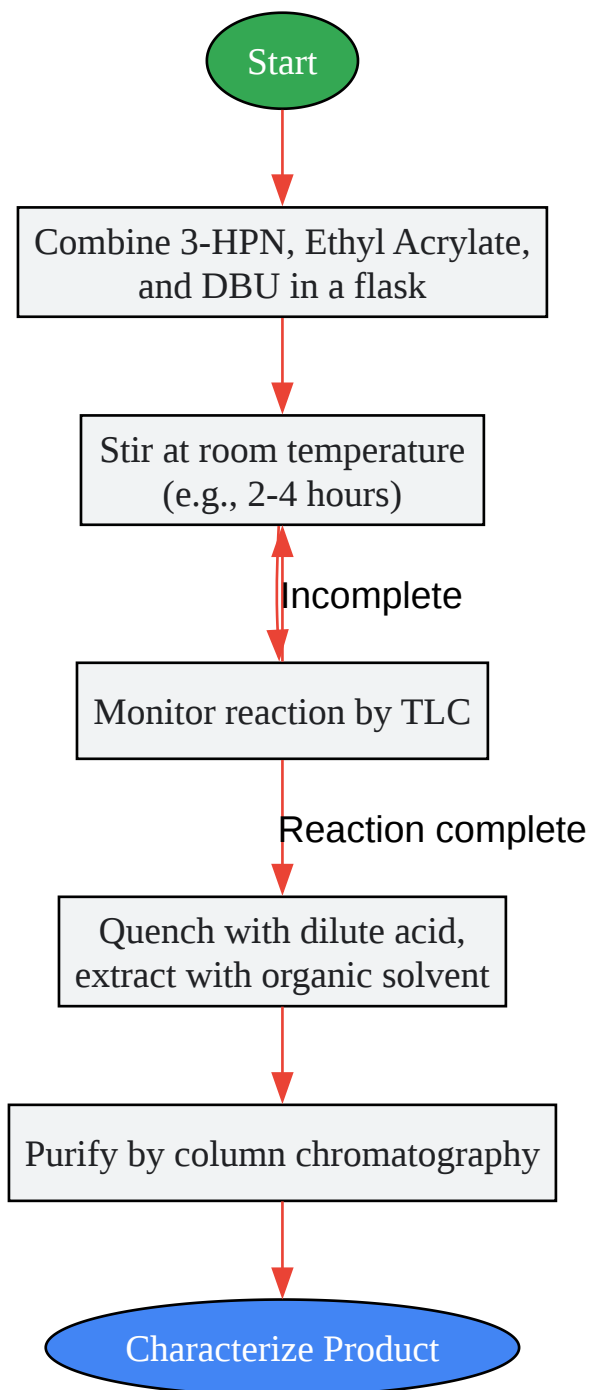 Start
Combine 3-HPN, Ethyl Acrylate,
and DBU in a flask
Stir at room temperature
(e.g., 2-4 hours)
Incomplete
Monitor reaction by TLC
Reaction complete
Quench with dilute acid,
extract with organic solvent
Purify by column chromatography
Characterize Product